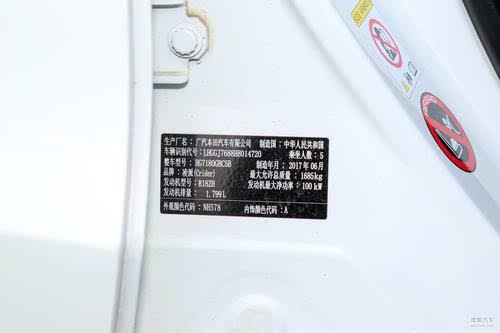 生产厂名：广汽本田汽车有限公司 制造国：中华人民共和国
车辆识别代号：LHGGJ7688H8014720 乘坐人数：5
整车型号：HG7180GBC5B 制造年月：2017年06月
品牌：凌派(Crider) 最大允许总质量：1685kg
发动机型号：R18ZH 发动机最大净功率：100kW
发动机排量：1.799L
外观颜色代码：NH578 内饰颜色代码：A
搜狐汽车